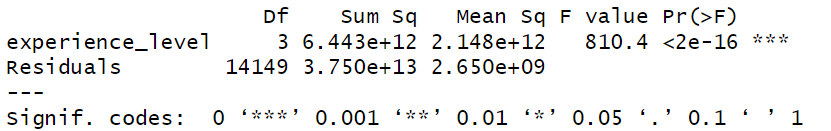 Df Sum Sq Mean Sq F value Pr(>F)
experience_level 3 6.443e+12 2.148e+12 810.4 <2e-16 ***
Residuals 14149 3.750e+13 2.650e+09
---
Signif. codes: 0 ‘***’ 0.001 ‘**’ 0.01 ‘*’ 0.05 ‘.’ 0.1 ‘ ’ 1